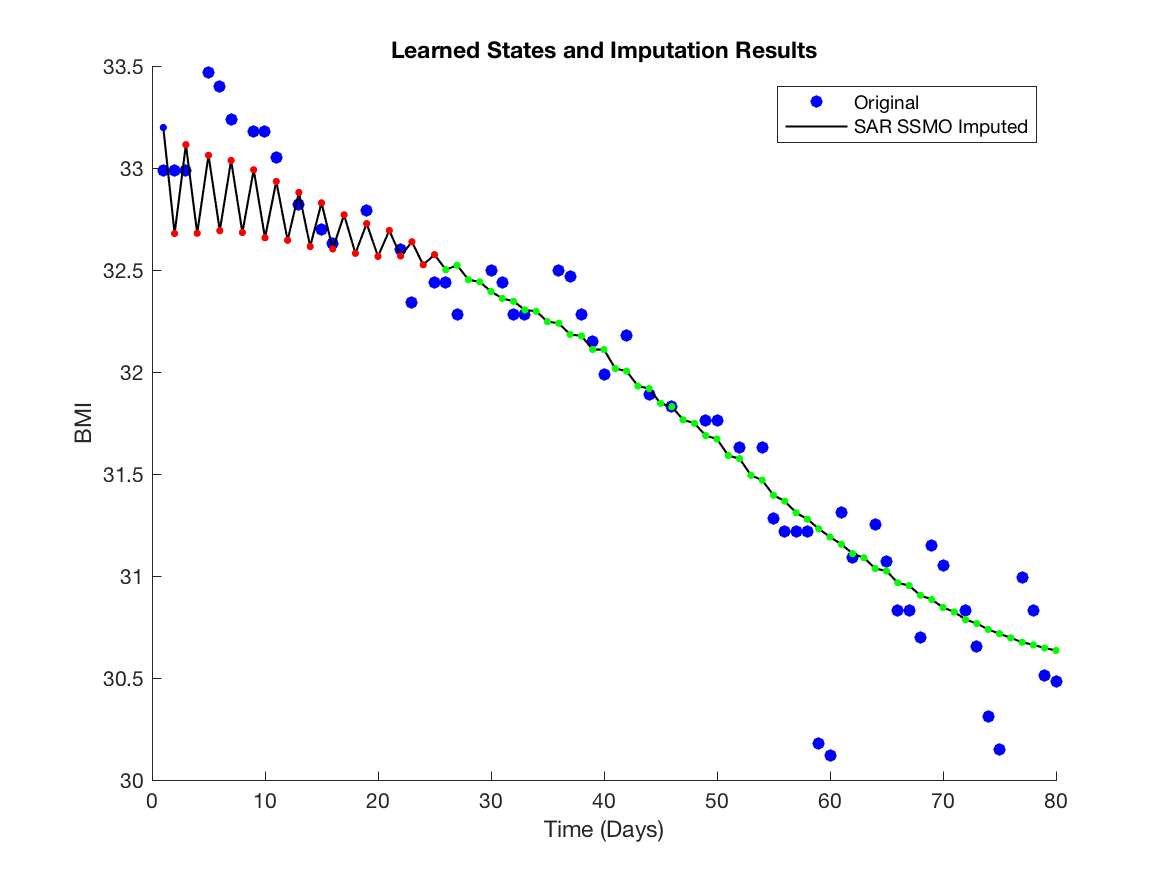 Learned States and Imputation Results
Original
SAR SSMO Imputed
33.5
33
32.5
32
31.5
31
30.5
30
BMI
0 10 20 30 40 50 60 70 80
Time (Days)